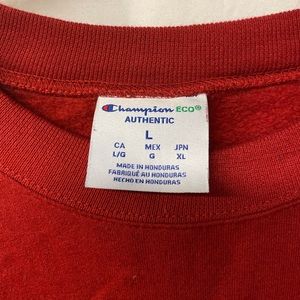 Champion ECO®
AUTHENTIC
L
CA MEX JPN
L/G G XL
MADE IN HONDURAS
FABRIQUÉ AU HONDURAS
HECHO EN HONDURAS